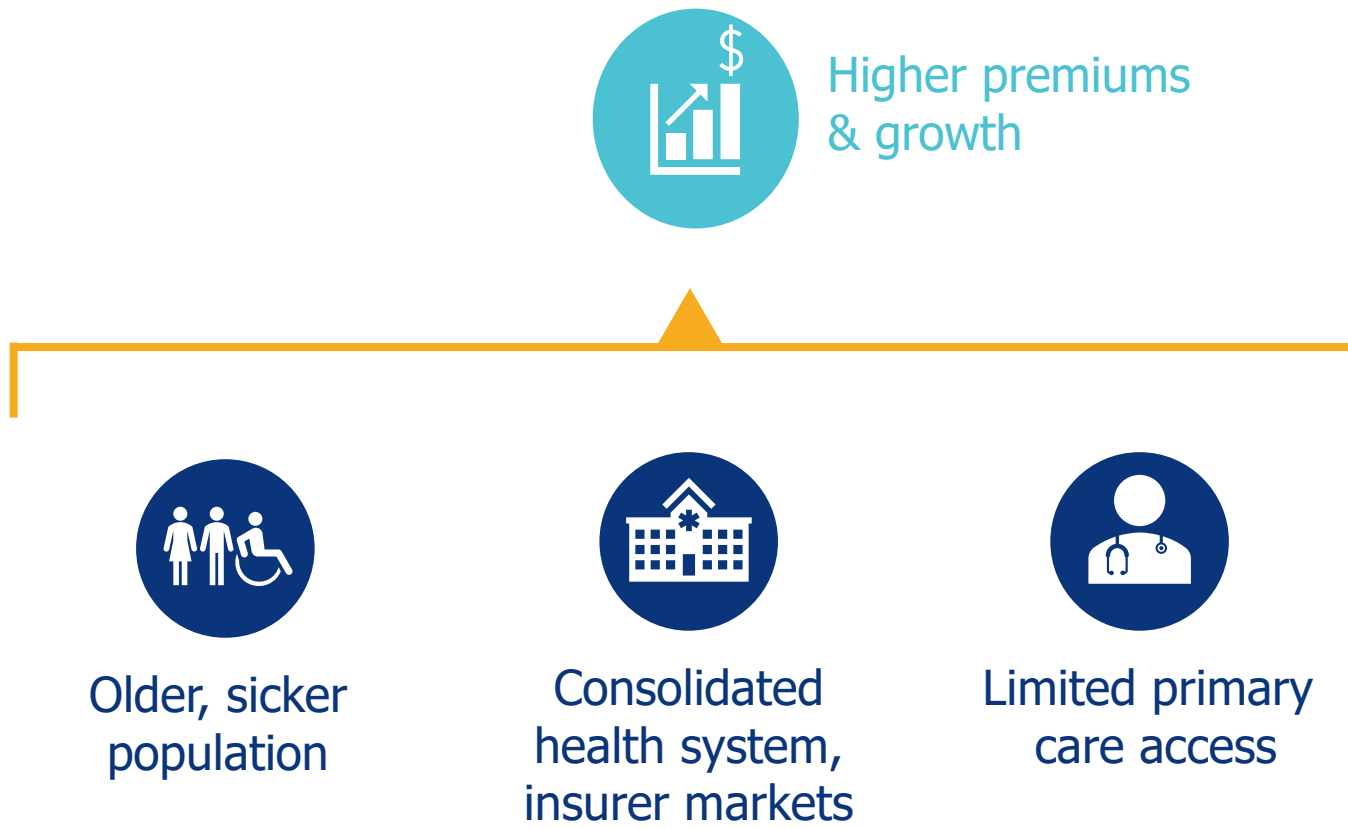 $
Higher premiums
& growth
Older, sicker
population
Consolidated
health system,
insurer markets
Limited primary
care access